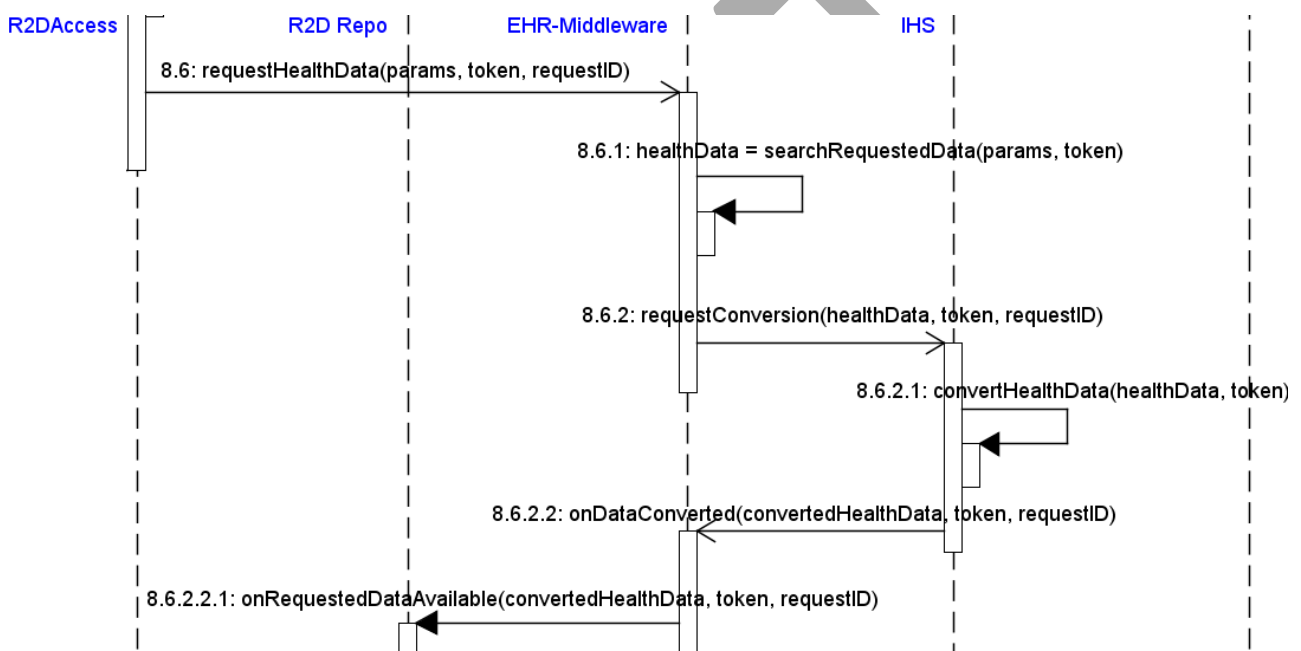 R2DAccess R2D Repo EHR-Middleware IHS
8.6: requestHealthData(params, token, requestID)
8.6.1: healthData = searchRequestedData(params, token)
8.6.2: requestConversion(healthData, token, requestID)
8.6.2.1: convertHealthData(healthData, token)
8.6.2.2: onDataConverted(convertedHealthData, token, requestID)
8.6.2.2.1: onRequestedDataAvailable(convertedHealthData, token, requestID)